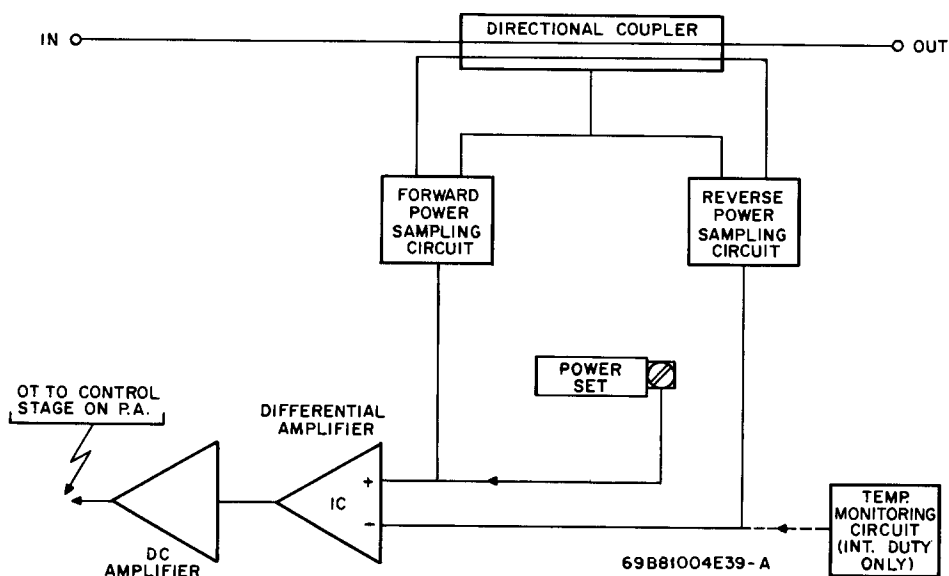 DIRECTIONAL COUPLER
IN
OUT
FORWARD
POWER
SAMPLING
CIRCUIT
REVERSE
POWER
SAMPLING
CIRCUIT
POWER
SET
OT TO CONTROL
STAGE ON P.A.
DIFFERENTIAL
AMPLIFIER
+
IC
−
DC
AMPLIFIER
TEMP.
MONITORING
CIRCUIT
(INT. DUTY
ONLY)
69B81004E39-A